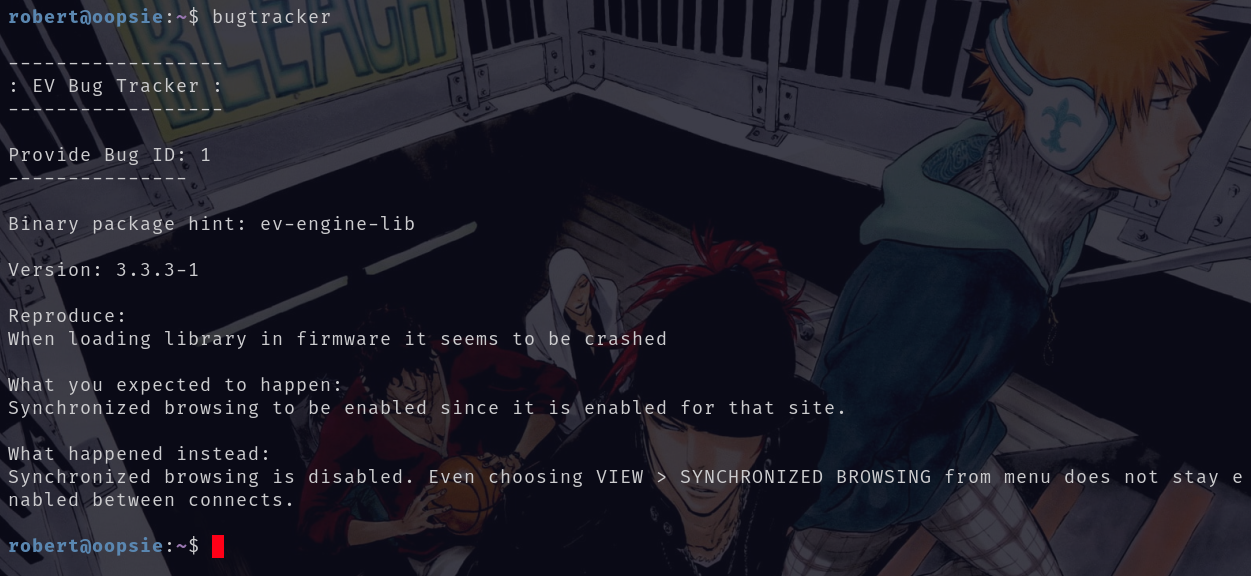 robert@oopsie:~$ bugtracker
------------------
: EV Bug Tracker :
------------------
Provide Bug ID: 1
---------------
Binary package hint: ev-engine-lib
Version: 3.3.3-1
Reproduce:
When loading library in firmware it seems to be crashed
What you expected to happen:
Synchronized browsing to be enabled since it is enabled for that site.
What happened instead:
Synchronized browsing is disabled. Even choosing VIEW > SYNCHRONIZED BROWSING from menu does not stay e
nabled between connects.
robert@oopsie:~$
BLEACH